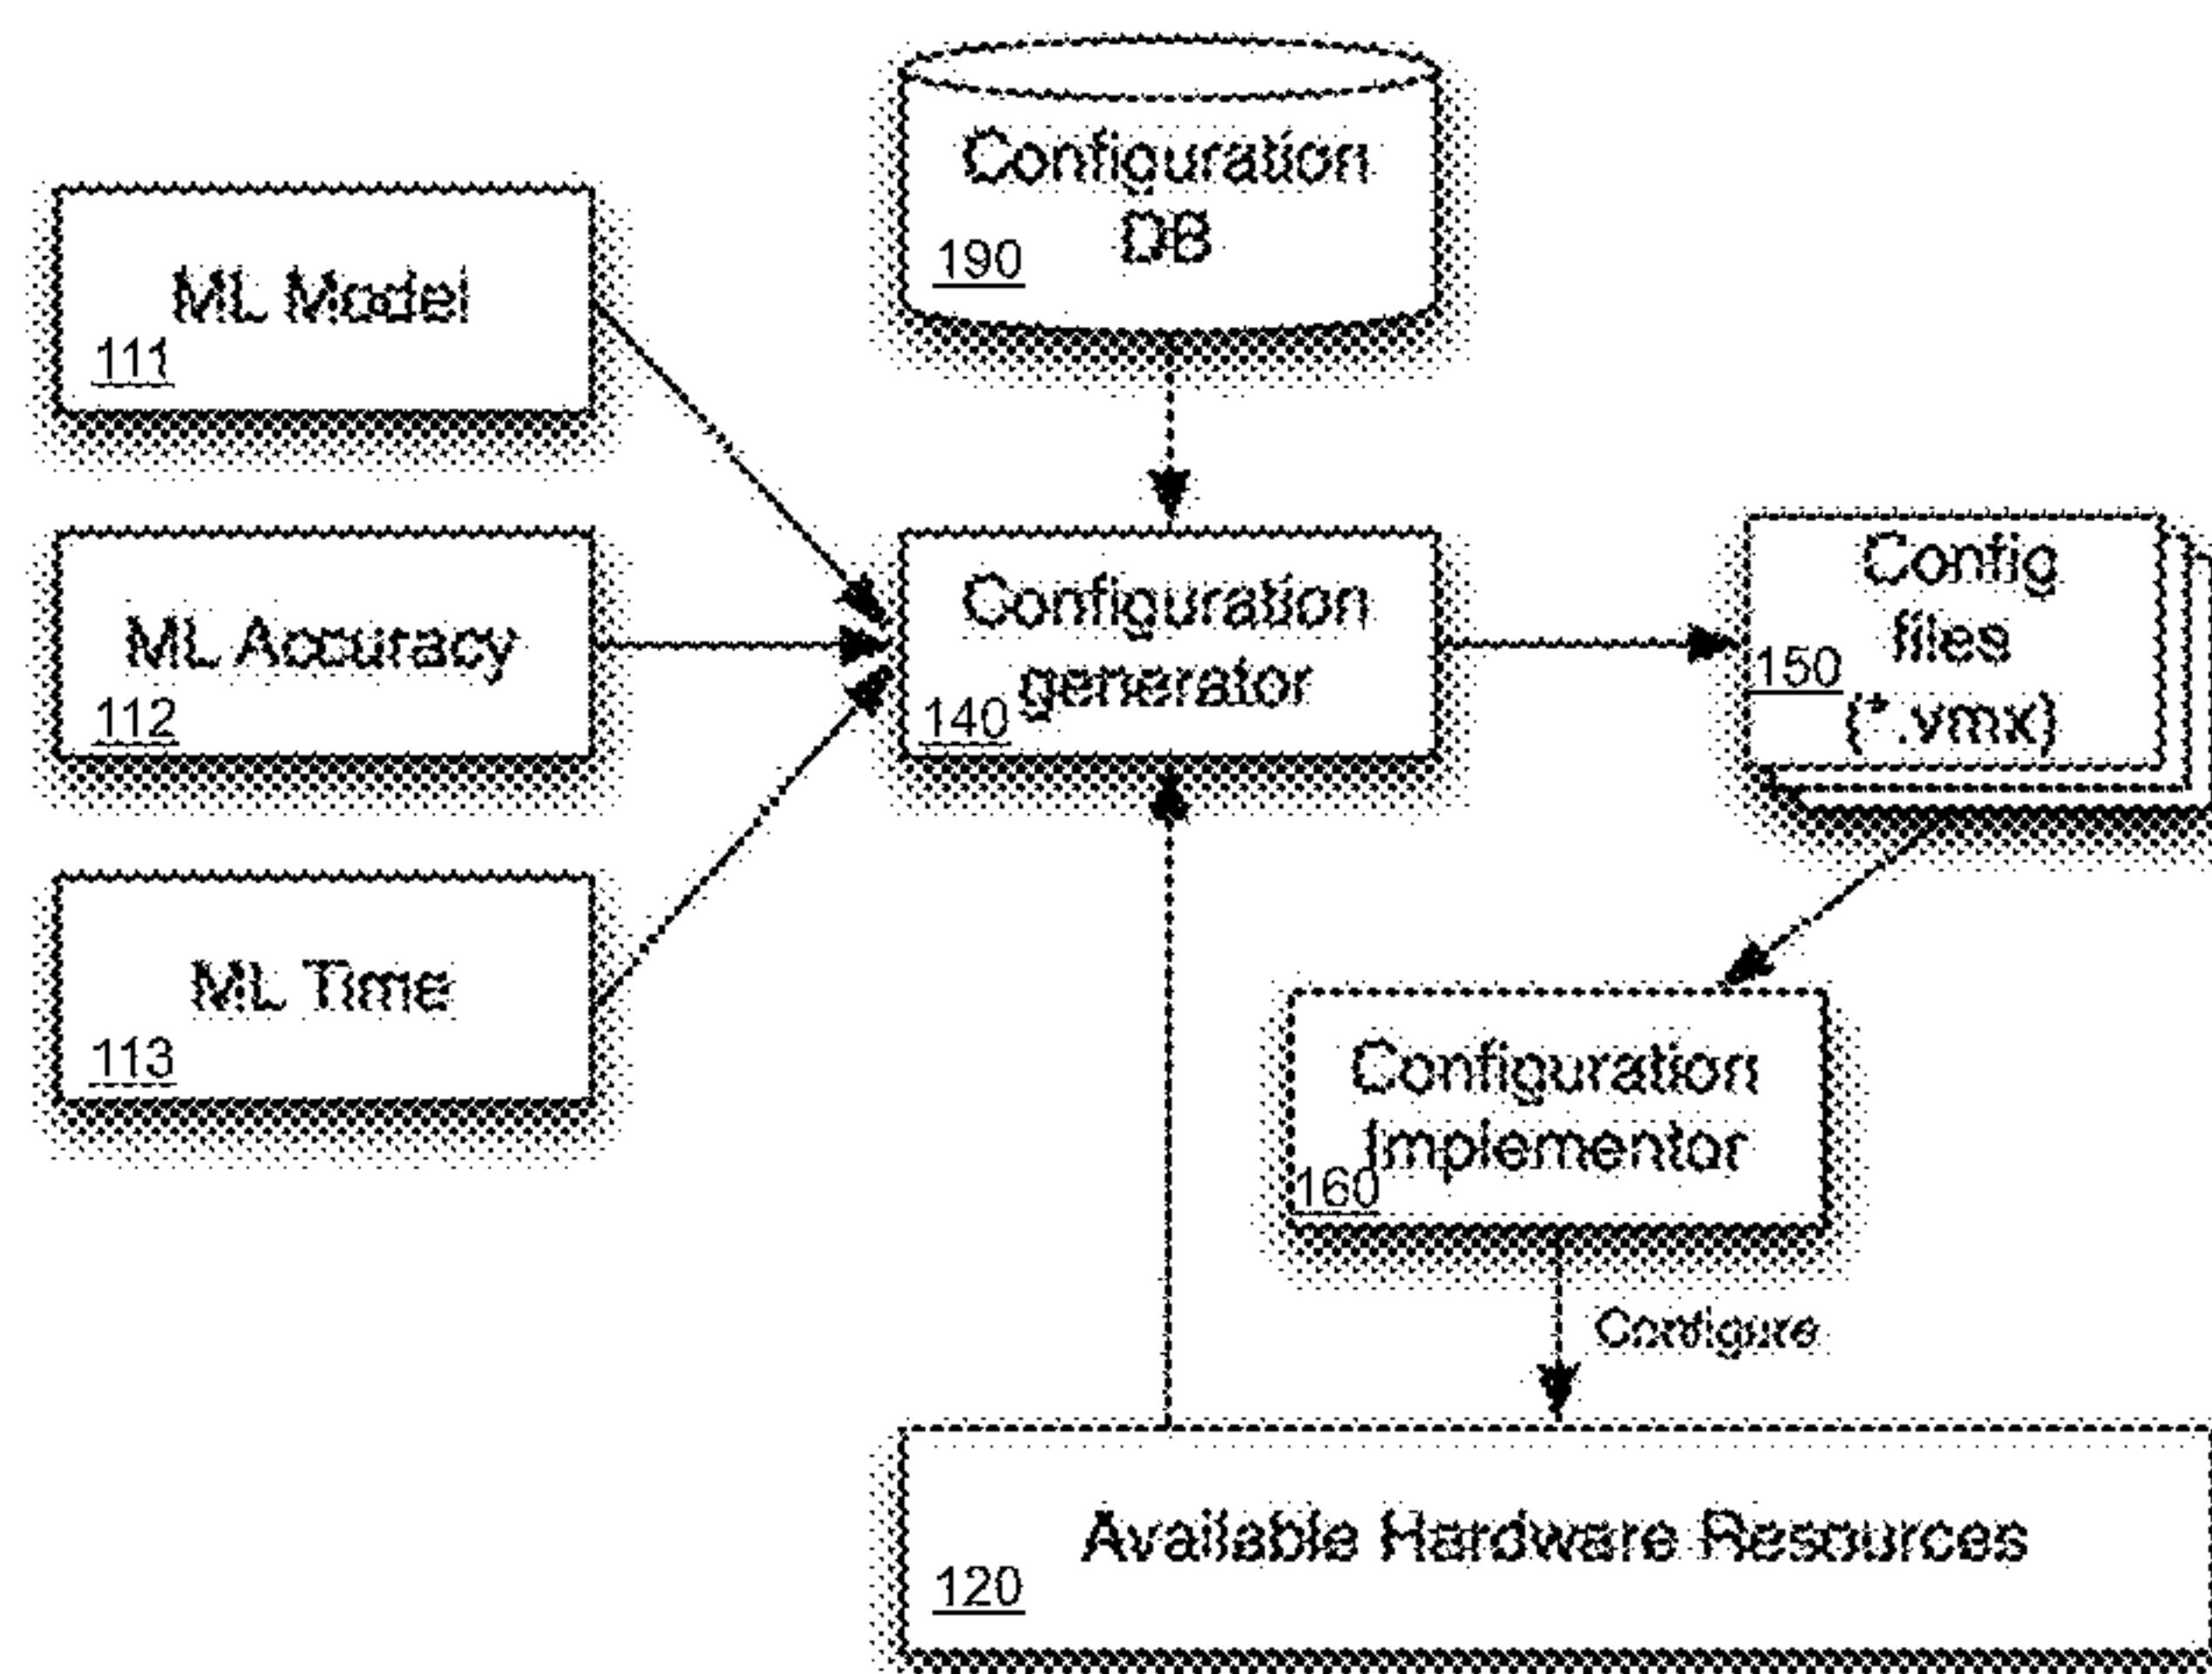 Configuration
DB
190
ML Model
111
ML Accuracy
112
ML Time
113
Configuration
generator
140
Config
files
150
(*.vmx)
Configuration
Implementor
160
Configure
Available Hardware Resources
120